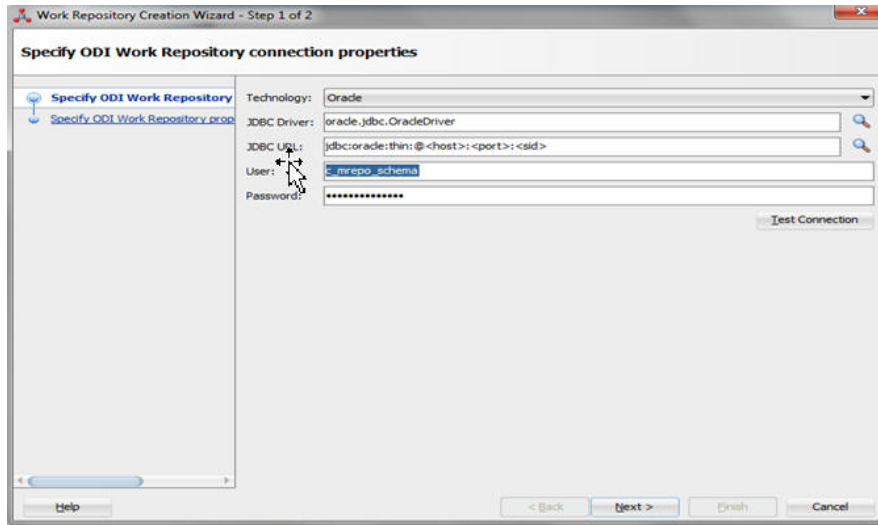 Work Repository Creation Wizard - Step 1 of 2
Specify ODI Work Repository connection properties
Specify ODI Work Repository
Specify ODI Work Repository prop
Technology: Oracle
JDBC Driver: oracle.jdbc.OracleDriver
JDBC URL: jdbc:oracle:thin:@<host>:<port>:<sid>
User: c_mrepo_schema
Password: ••••••••••••••
Test Connection
Help
< Back
Next >
Finish
Cancel